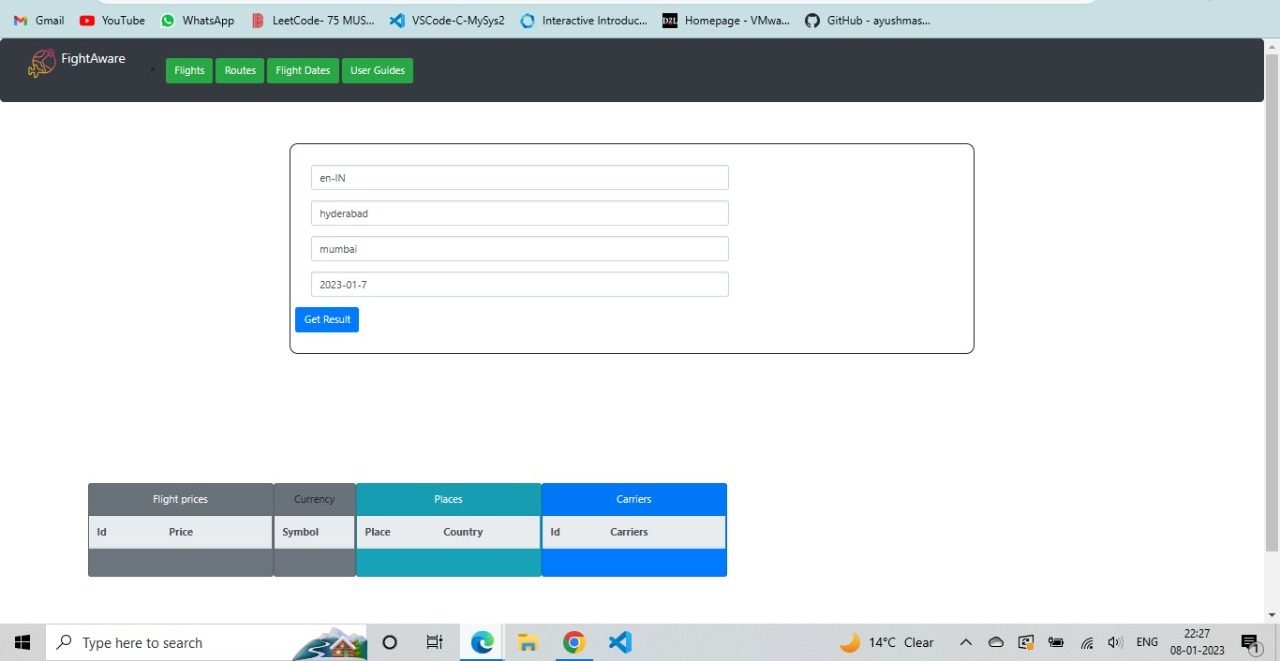 Gmail YouTube WhatsApp LeetCode- 75 MUS... VSCode-C-MySys2 Interactive Introduc... D2L Homepage - VMwa... GitHub - ayushmas...
FightAware Flights Routes Flight Dates User Guides
en-IN
hyderabad
mumbai
2023-01-7
Get Result
Flight prices Currency Places Carriers
Id Price Symbol Place Country Id Carriers
Type here to search 14°C Clear ENG 22:27
08-01-2023 1